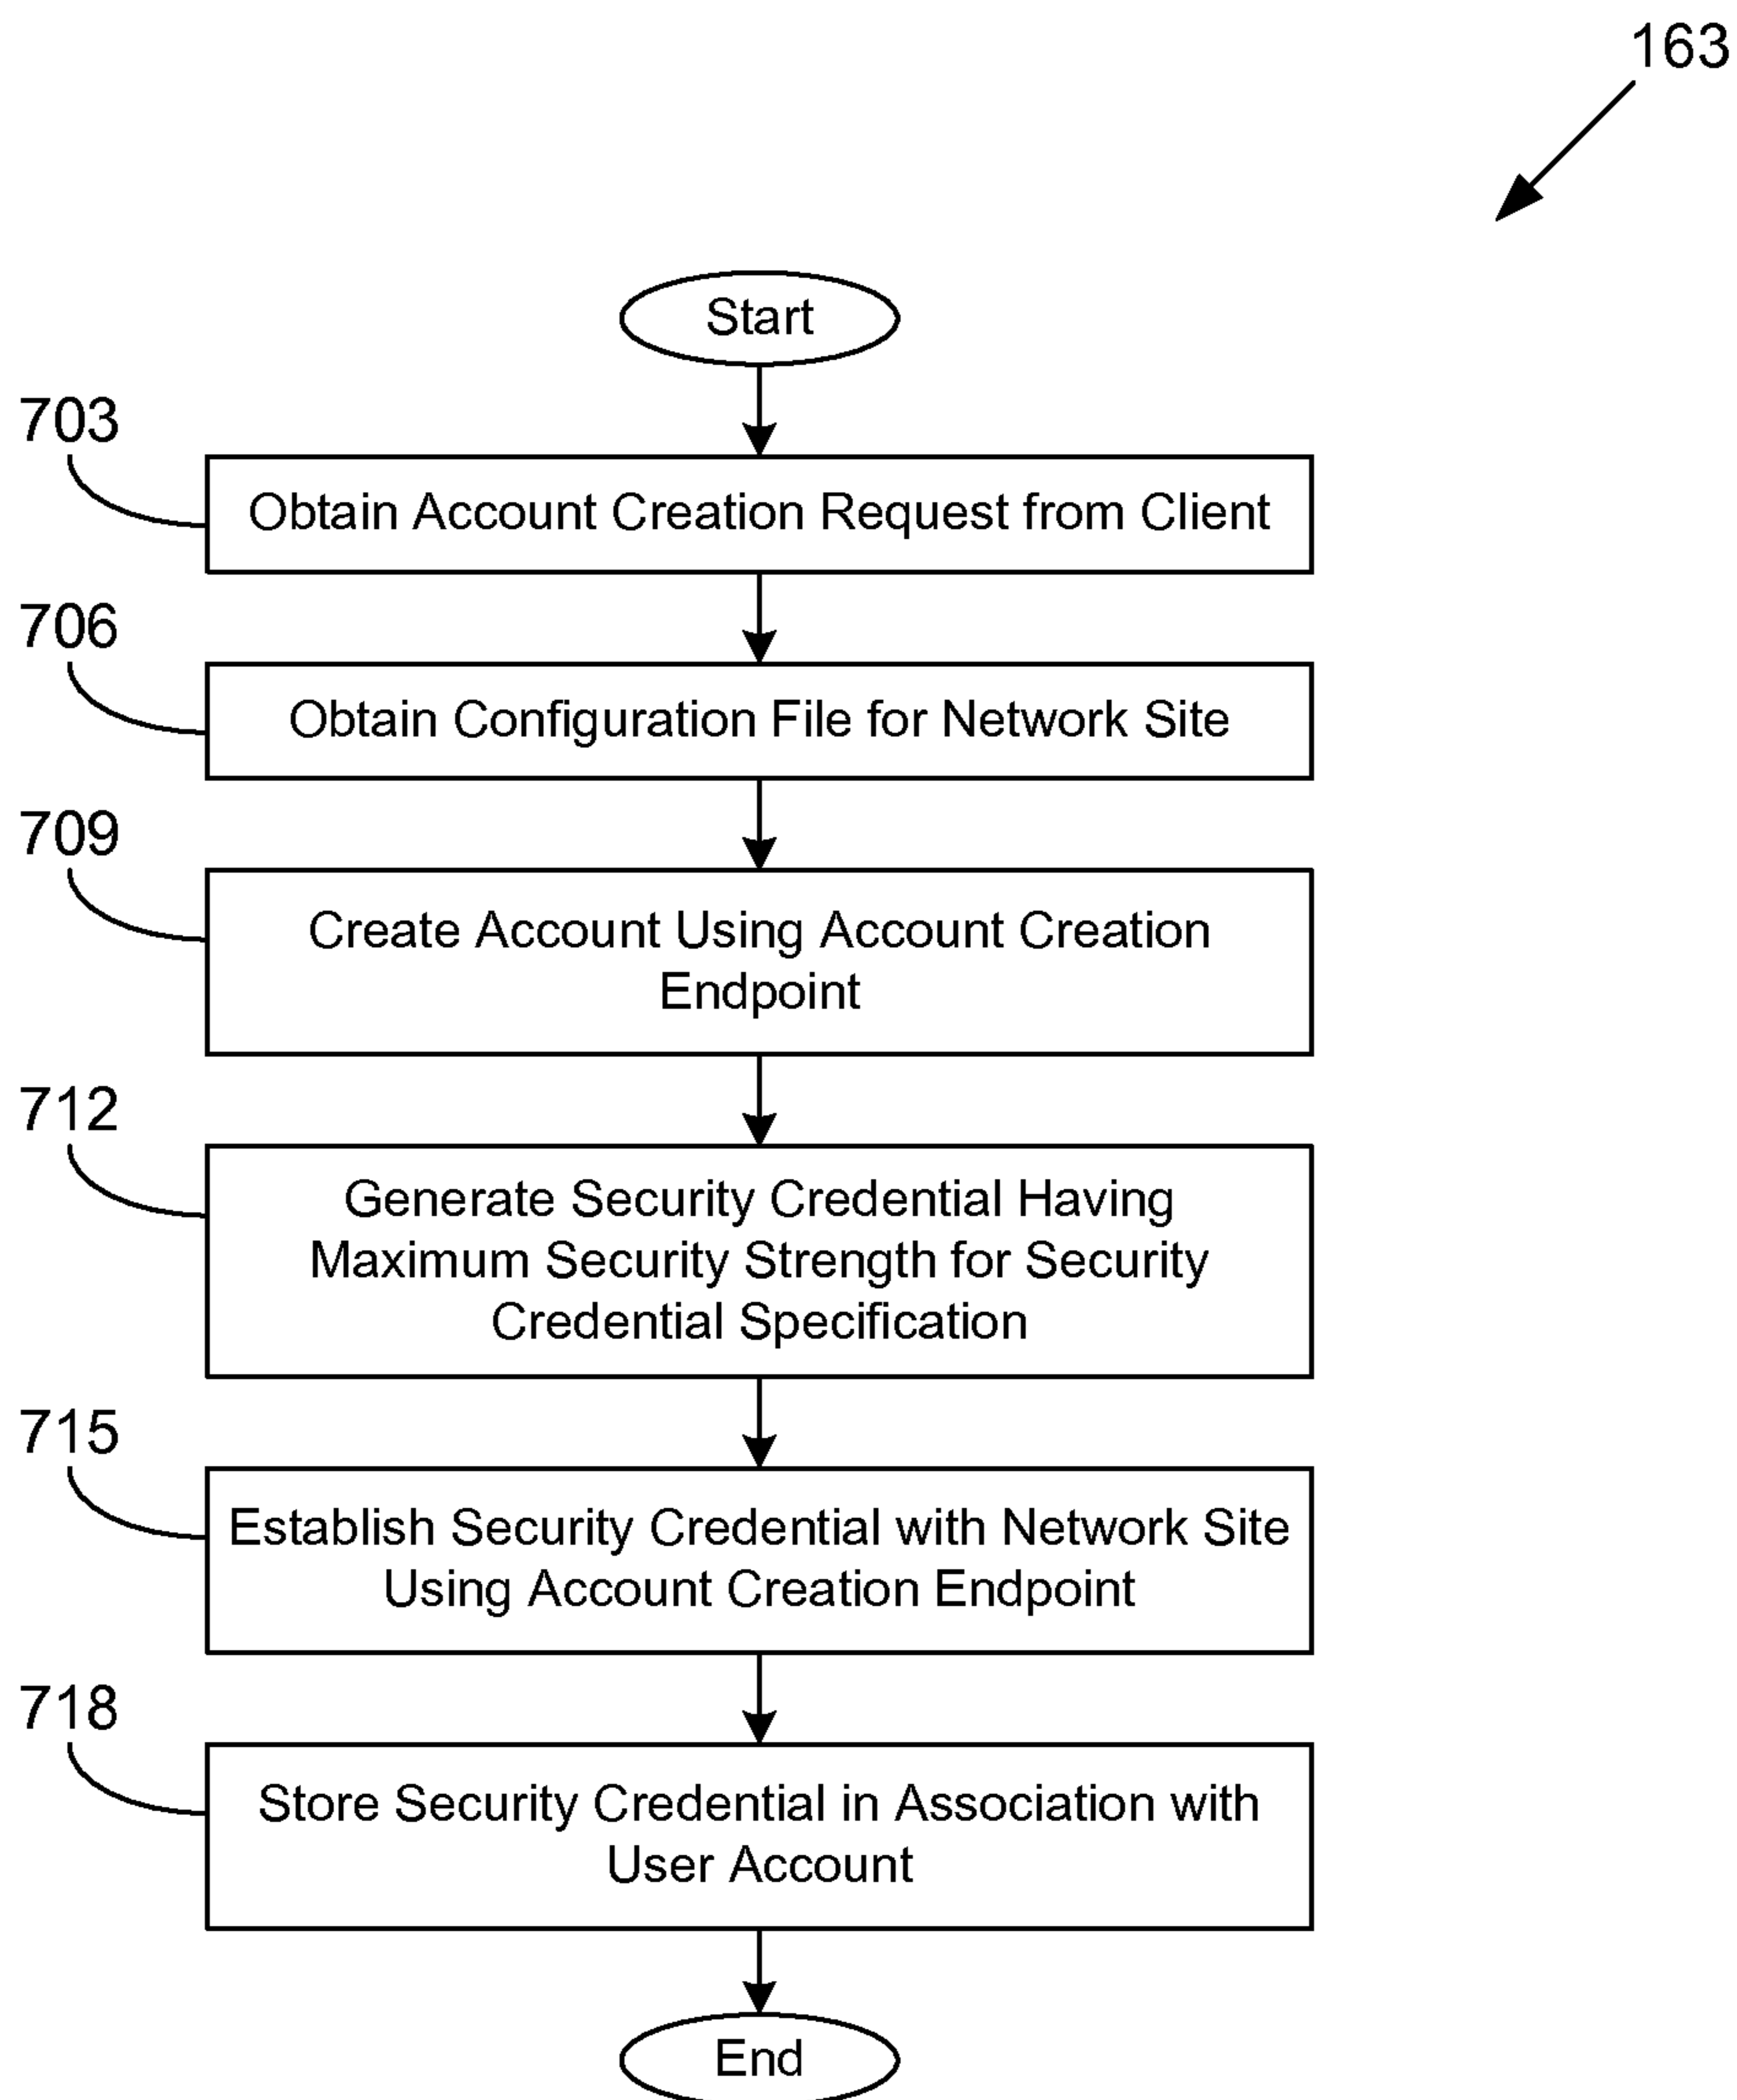 163
Start
703
Obtain Account Creation Request from Client
706
Obtain Configuration File for Network Site
709
Create Account Using Account Creation
Endpoint
712
Generate Security Credential Having
Maximum Security Strength for Security
Credential Specification
715
Establish Security Credential with Network Site
Using Account Creation Endpoint
718
Store Security Credential in Association with
User Account
End